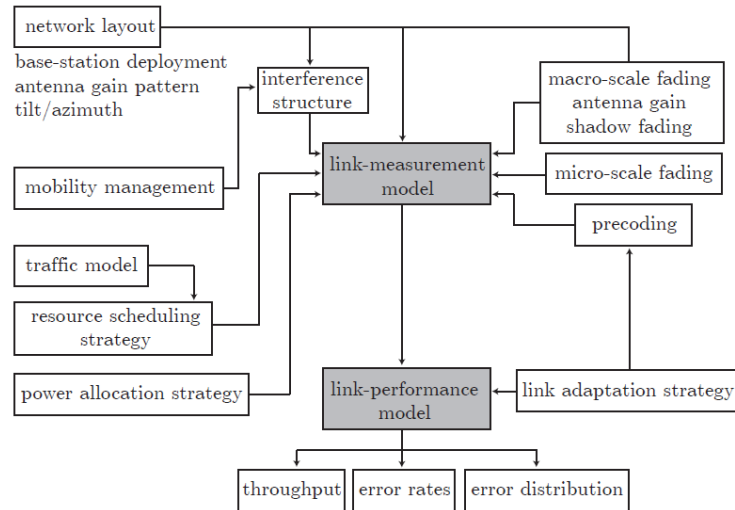 network layout
base-station deployment
antenna gain pattern
tilt/azimuth
interference
structure
macro-scale fading
antenna gain
shadow fading
link-measurement
model
mobility management
micro-scale fading
precoding
traffic model
resource scheduling
strategy
power allocation strategy
link-performance
model
link adaptation strategy
throughput
error rates
error distribution